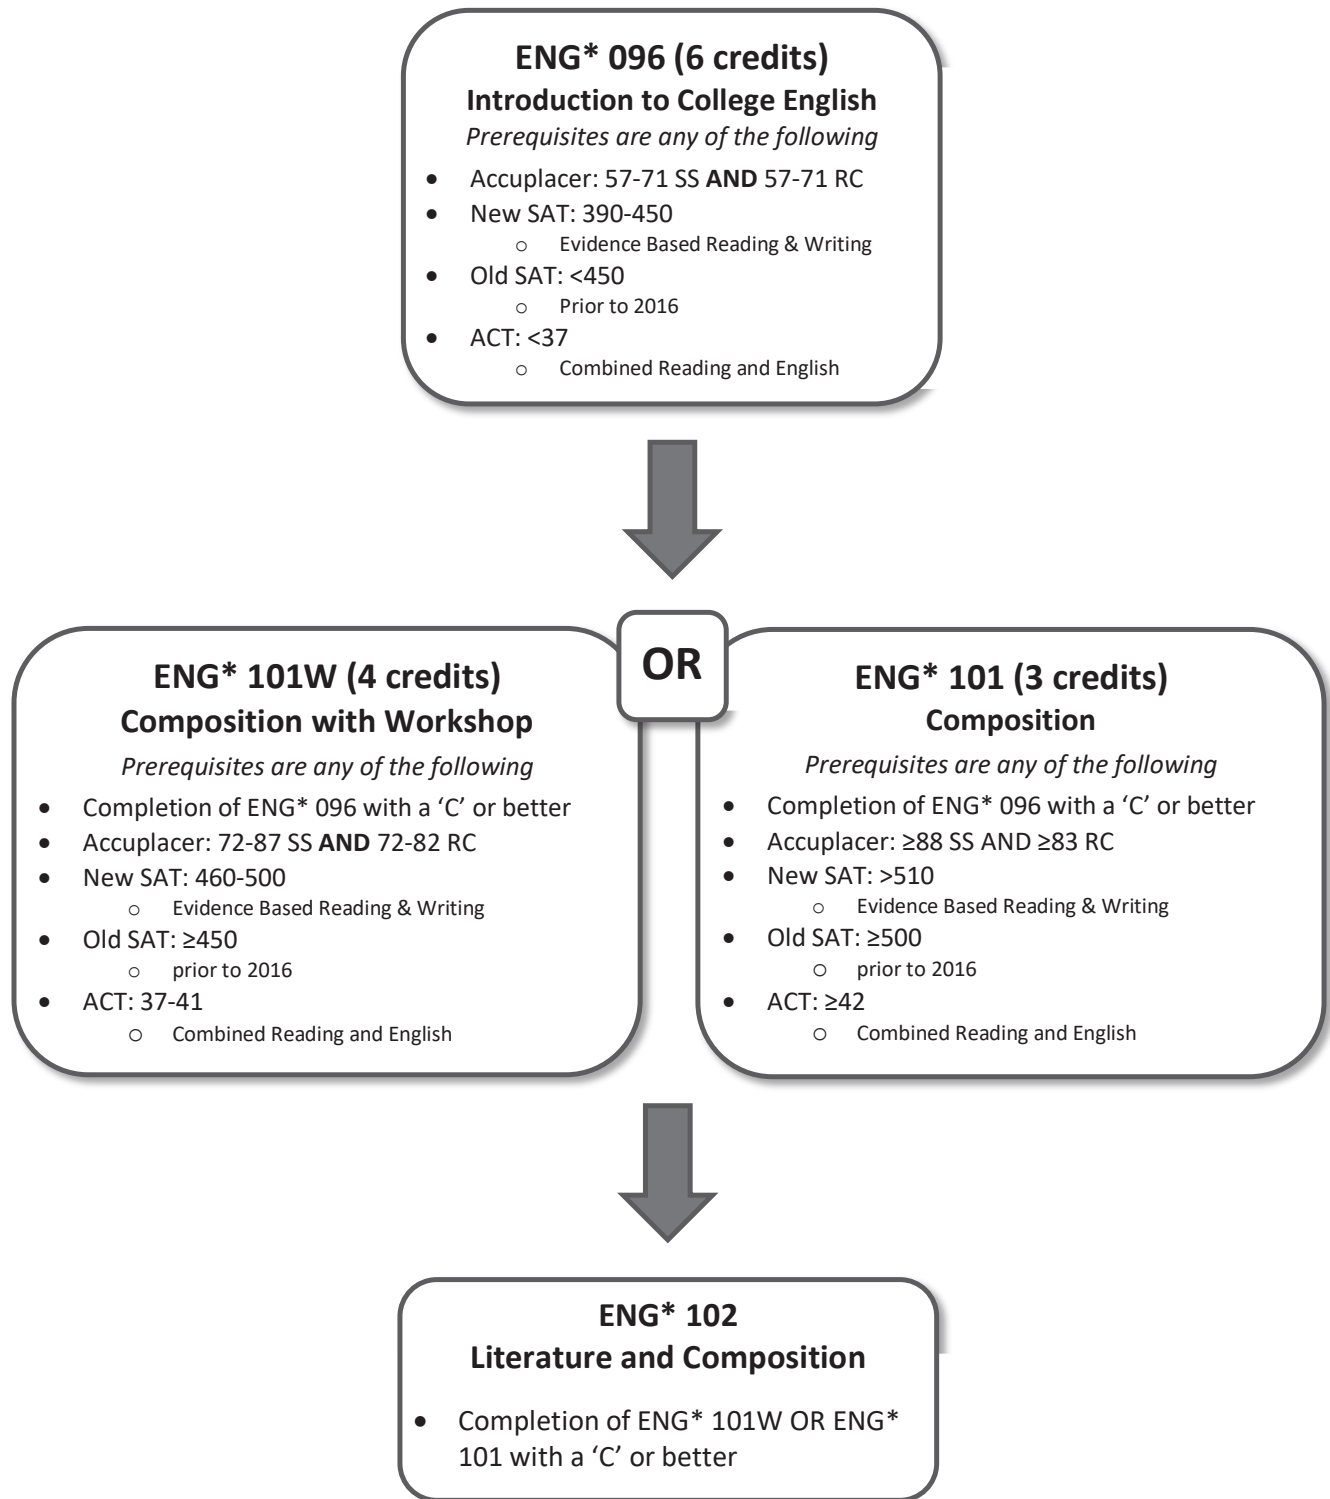 ENG* 096 (6 credits)
Introduction to College English
Prerequisites are any of the following
• Accuplacer: 57-71 SS AND 57-71 RC
• New SAT: 390-450
o Evidence Based Reading & Writing
• Old SAT: <450
o Prior to 2016
• ACT: <37
o Combined Reading and English
OR
ENG* 101W (4 credits)
Composition with Workshop
Prerequisites are any of the following
• Completion of ENG* 096 with a ‘C’ or better
• Accuplacer: 72-87 SS AND 72-82 RC
• New SAT: 460-500
o Evidence Based Reading & Writing
• Old SAT: ≥450
o prior to 2016
• ACT: 37-41
o Combined Reading and English
ENG* 101 (3 credits)
Composition
Prerequisites are any of the following
• Completion of ENG* 096 with a ‘C’ or better
• Accuplacer: ≥88 SS AND ≥83 RC
• New SAT: >510
o Evidence Based Reading & Writing
• Old SAT: ≥500
o prior to 2016
• ACT: ≥42
o Combined Reading and English
ENG* 102
Literature and Composition
• Completion of ENG* 101W OR ENG*
101 with a ‘C’ or better